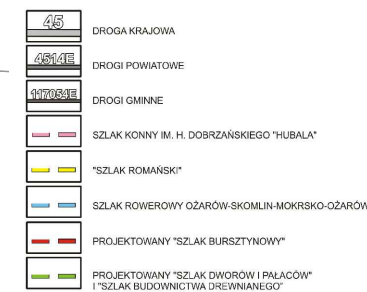 45
DROGA KRAJOWA
4514E
DROGI POWIATOWE
117054E
DROGI GMINNE
SZLAK KONNY IM. H. DOBRZAŃSKIEGO "HUBALA"
"SZLAK ROMAŃSKI"
SZLAK ROWEROWY OŻARÓW-SKOMLIN-MOKRSKO-OŻARÓW
PROJEKTOWANY "SZLAK BURSZTYNOWY"
PROJEKTOWANY "SZLAK DWORÓW I PAŁACÓW"
I "SZLAK BUDOWNICTWA DREWNIANEGO"